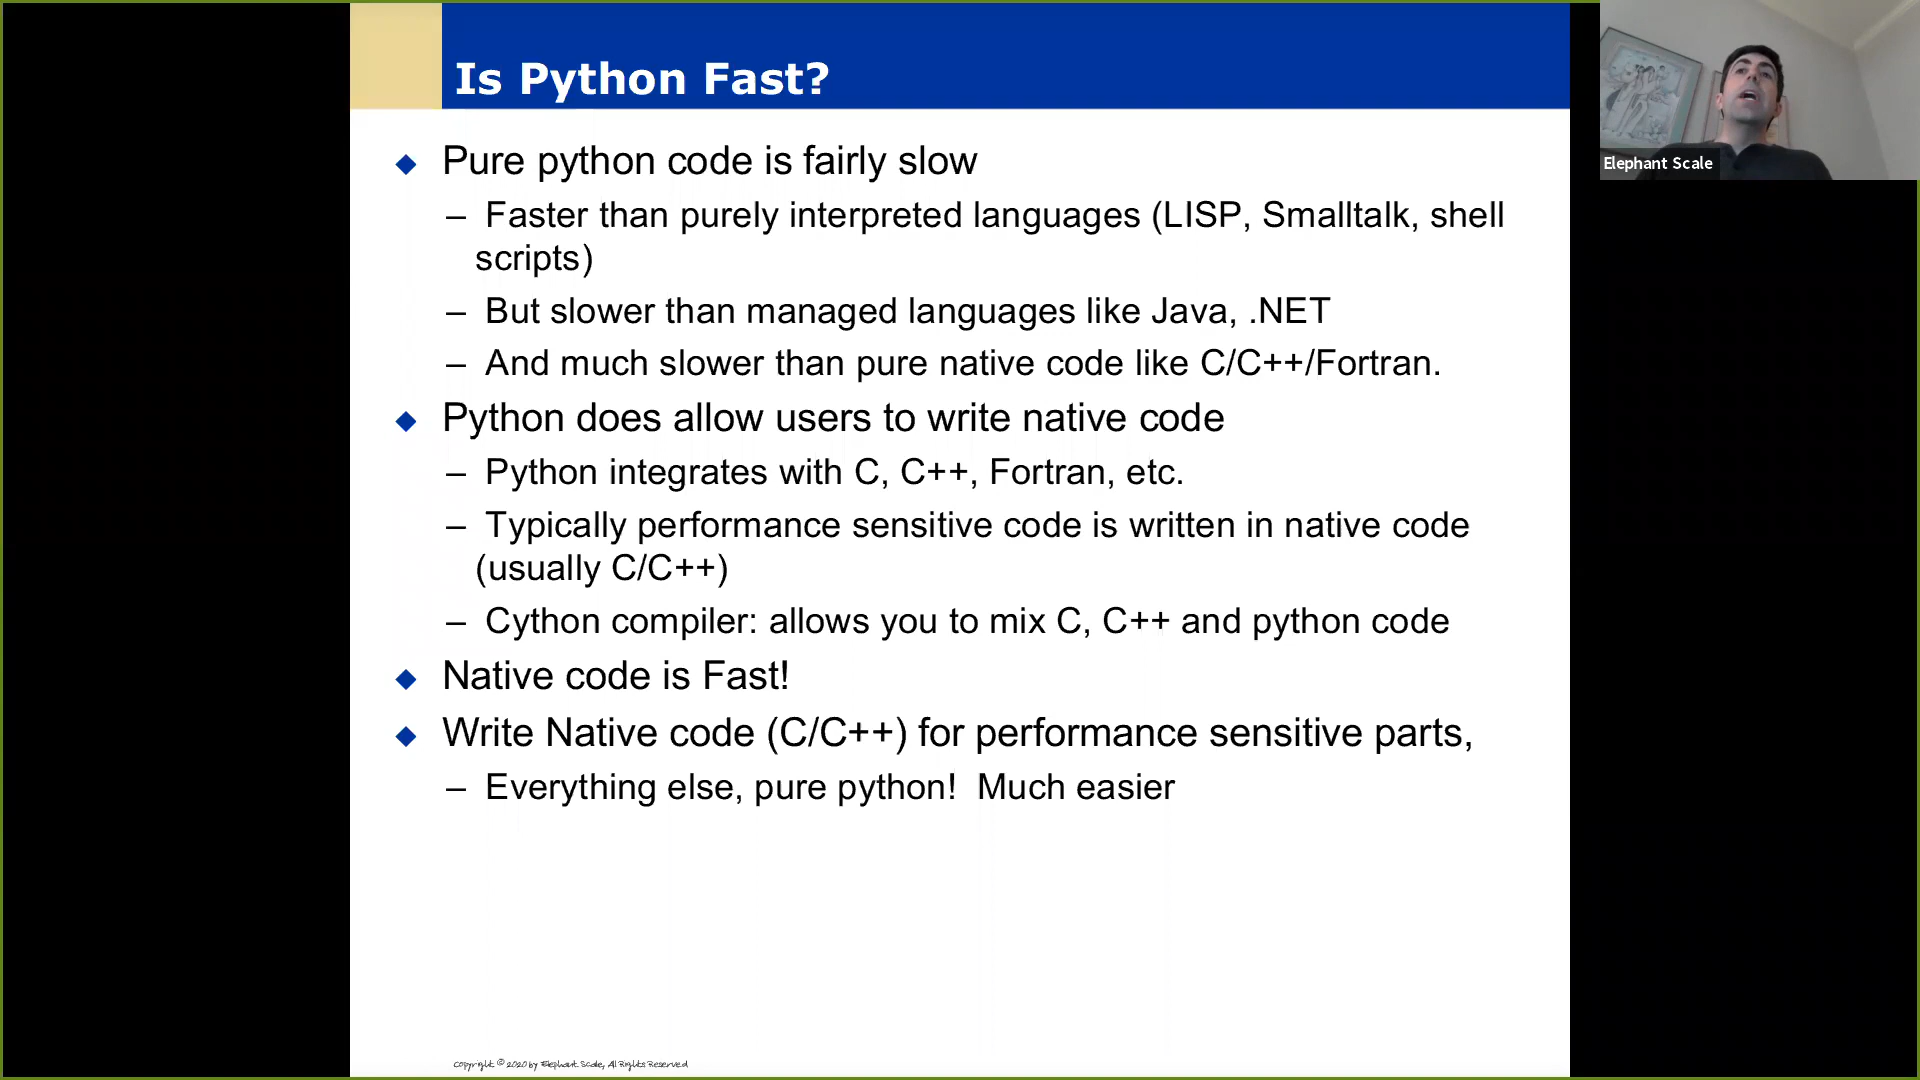 Is Python Fast?
Pure python code is fairly slow
– Faster than purely interpreted languages (LISP, Smalltalk, shell
scripts)
– But slower than managed languages like Java, .NET
– And much slower than pure native code like C/C++/Fortran.
Python does allow users to write native code
– Python integrates with C, C++, Fortran, etc.
– Typically performance sensitive code is written in native code
(usually C/C++)
– Cython compiler: allows you to mix C, C++ and python code
Native code is Fast!
Write Native code (C/C++) for performance sensitive parts,
– Everything else, pure python!  Much easier
Copyright © 2020 by Elephant Scale, All Rights Reserved
Elephant Scale